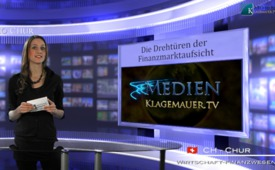 Die Drehtüren der
Finanzmarktaufsicht
MEDIEN
KLAGEMAUER.TV
CH - CHUR
WIRTSCHAFT-FINANZWESEN